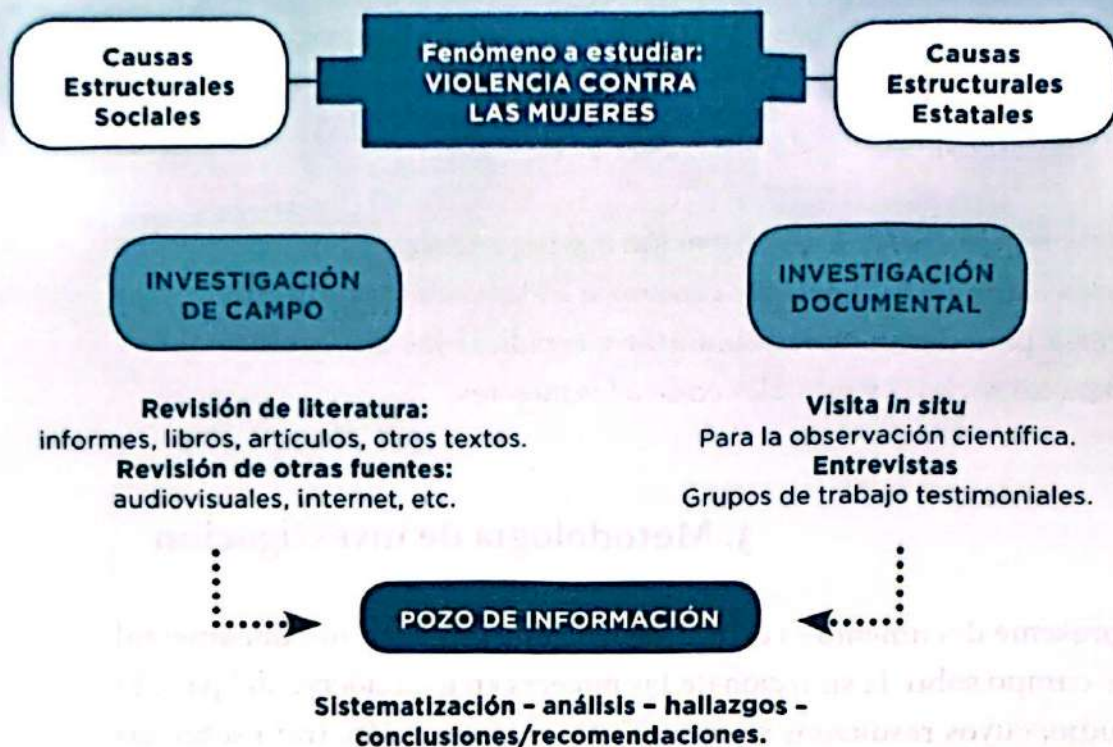 Causas
Estructurales
Sociales
Fenómeno a estudiar:
VIOLENCIA CONTRA
LAS MUJERES
Causas
Estructurales
Estatales
INVESTIGACIÓN
DE CAMPO
INVESTIGACIÓN
DOCUMENTAL
Revisión de literatura:
informes, libros, artículos, otros textos.
Revisión de otras fuentes:
audiovisuales, internet, etc.
Visita in situ
Para la observación científica.
Entrevistas
Grupos de trabajo testimoniales.
3. Metodología de investigación
POZO DE INFORMACIÓN
Sistematización – análisis – hallazgos –
conclusiones/recomendaciones.